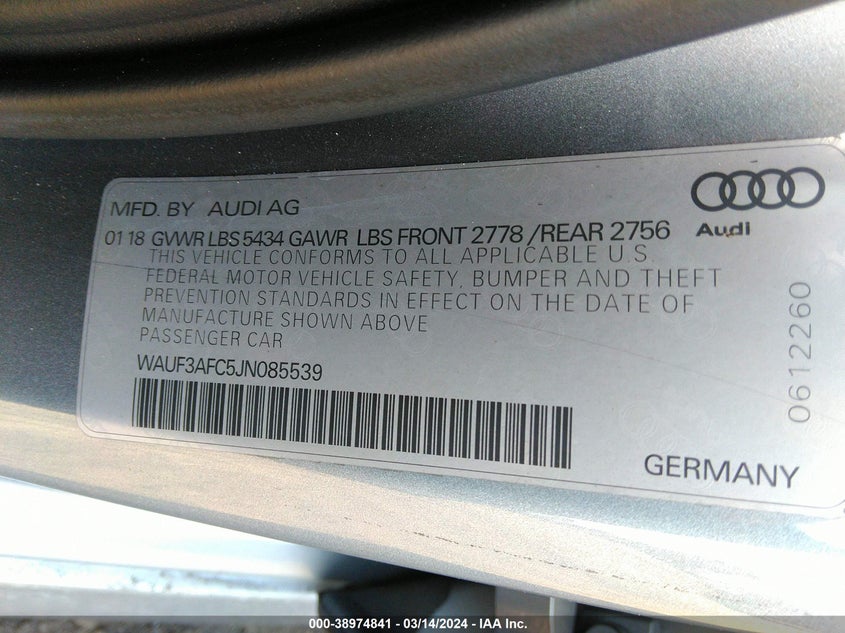 MFD. BY AUDI AG
Audi
01 18 GVWR LBS 5434 GAWR LBS FRONT 2778 /REAR 2756
THIS VEHICLE CONFORMS TO ALL APPLICABLE U.S.
FEDERAL MOTOR VEHICLE SAFETY, BUMPER AND THEFT
PREVENTION STANDARDS IN EFFECT ON THE DATE OF
MANUFACTURE SHOWN ABOVE
PASSENGER CAR
WAUF3AFC5JN085539
0612260
GERMANY
000-38974841 - 03/14/2024 - IAA Inc.